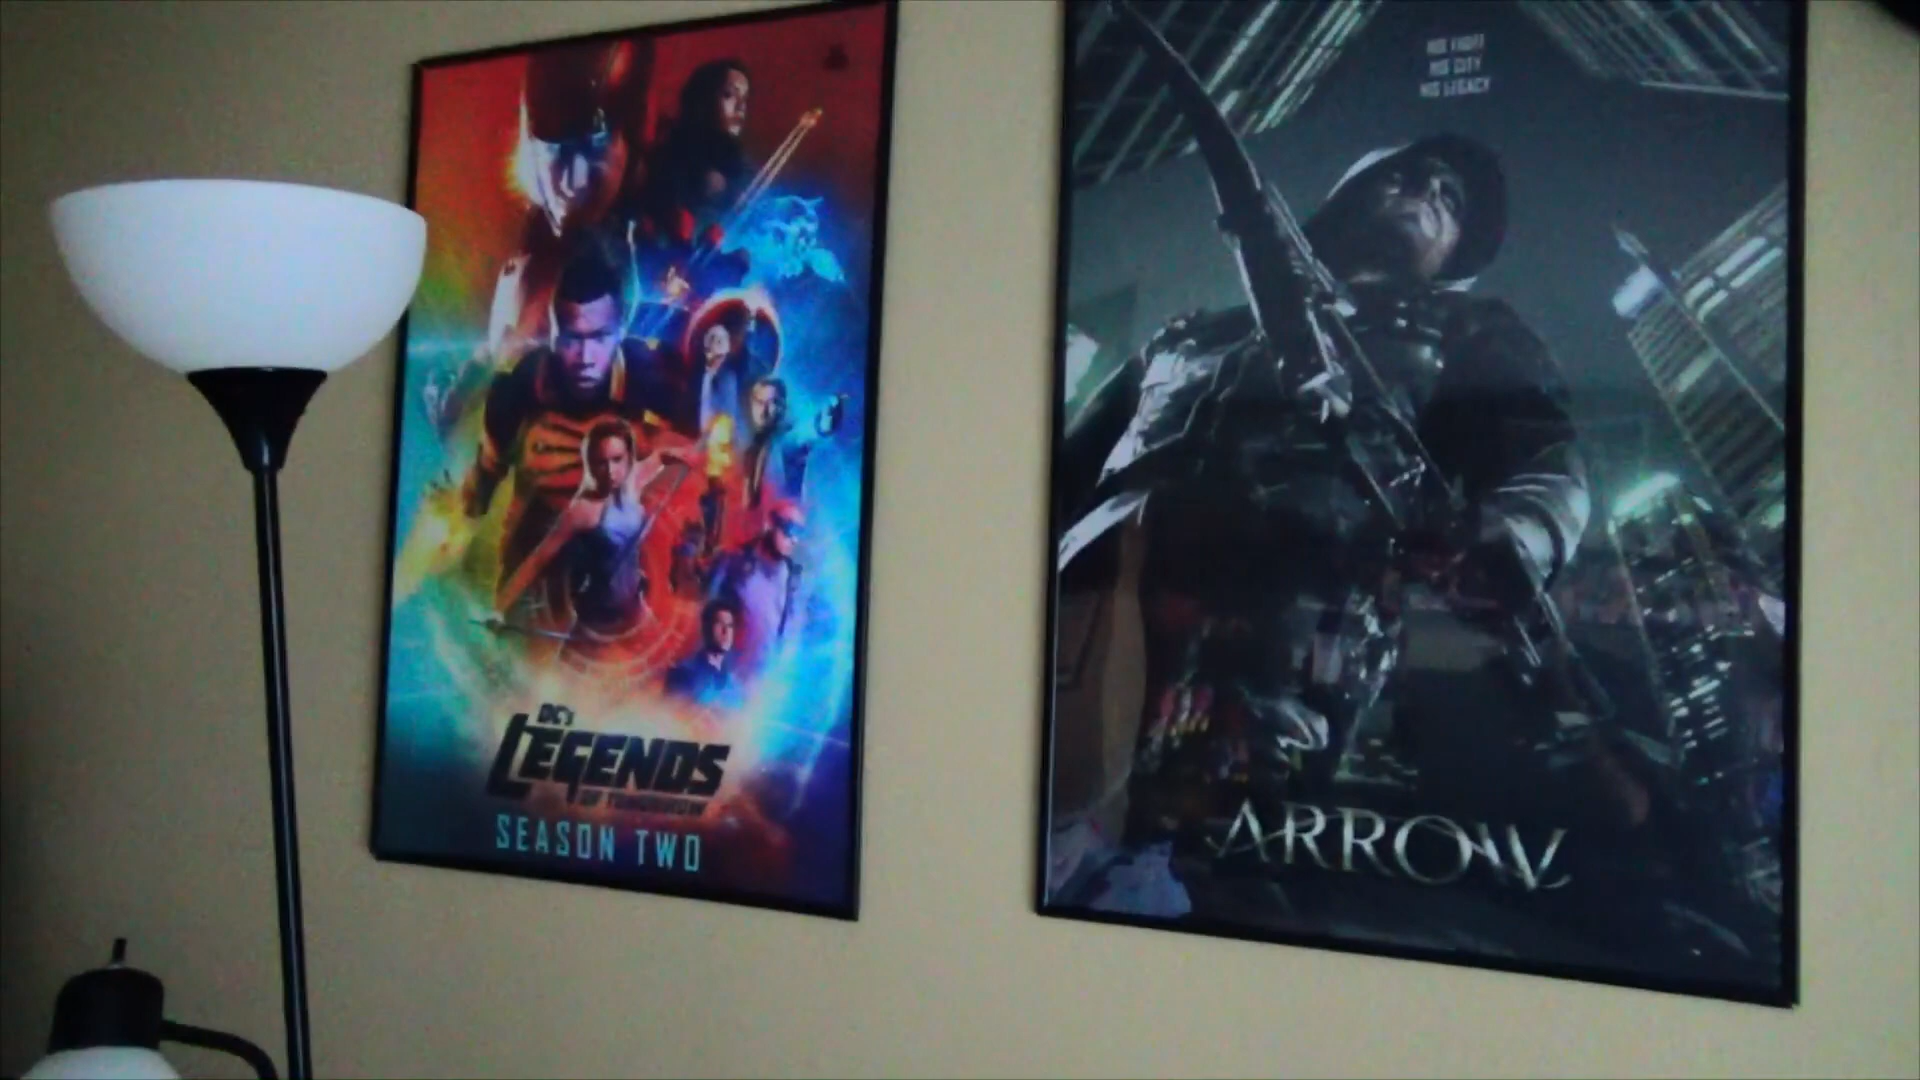 DC's
LEGENDS
OF TOMORROW
SEASON TWO
HIS FIGHT
HIS CITY
HIS LEGACY
ARROW